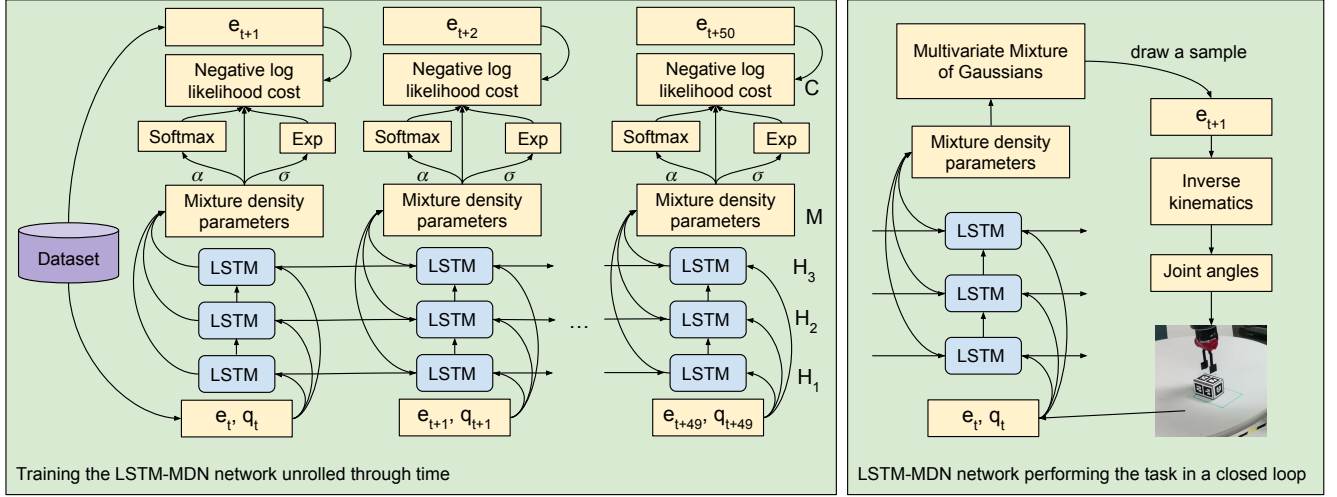 e_{t+1}
Negative log
likelihood cost
Softmax
Exp
α
σ
Mixture density
parameters
LSTM
LSTM
LSTM
e_t, q_t
Dataset
e_{t+2}
Negative log
likelihood cost
Softmax
Exp
α
σ
Mixture density
parameters
LSTM
LSTM
LSTM
e_{t+1}, q_{t+1}
...
e_{t+50}
Negative log
likelihood cost
Softmax
Exp
α
σ
Mixture density
parameters
LSTM
LSTM
LSTM
e_{t+49}, q_{t+49}
C
M
H_3
H_2
H_1
Training the LSTM-MDN network unrolled through time
Multivariate Mixture
of Gaussians
draw a sample
Mixture density
parameters
LSTM
LSTM
LSTM
e_t, q_t
e_{t+1}
Inverse
kinematics
Joint angles
LSTM-MDN network performing the task in a closed loop